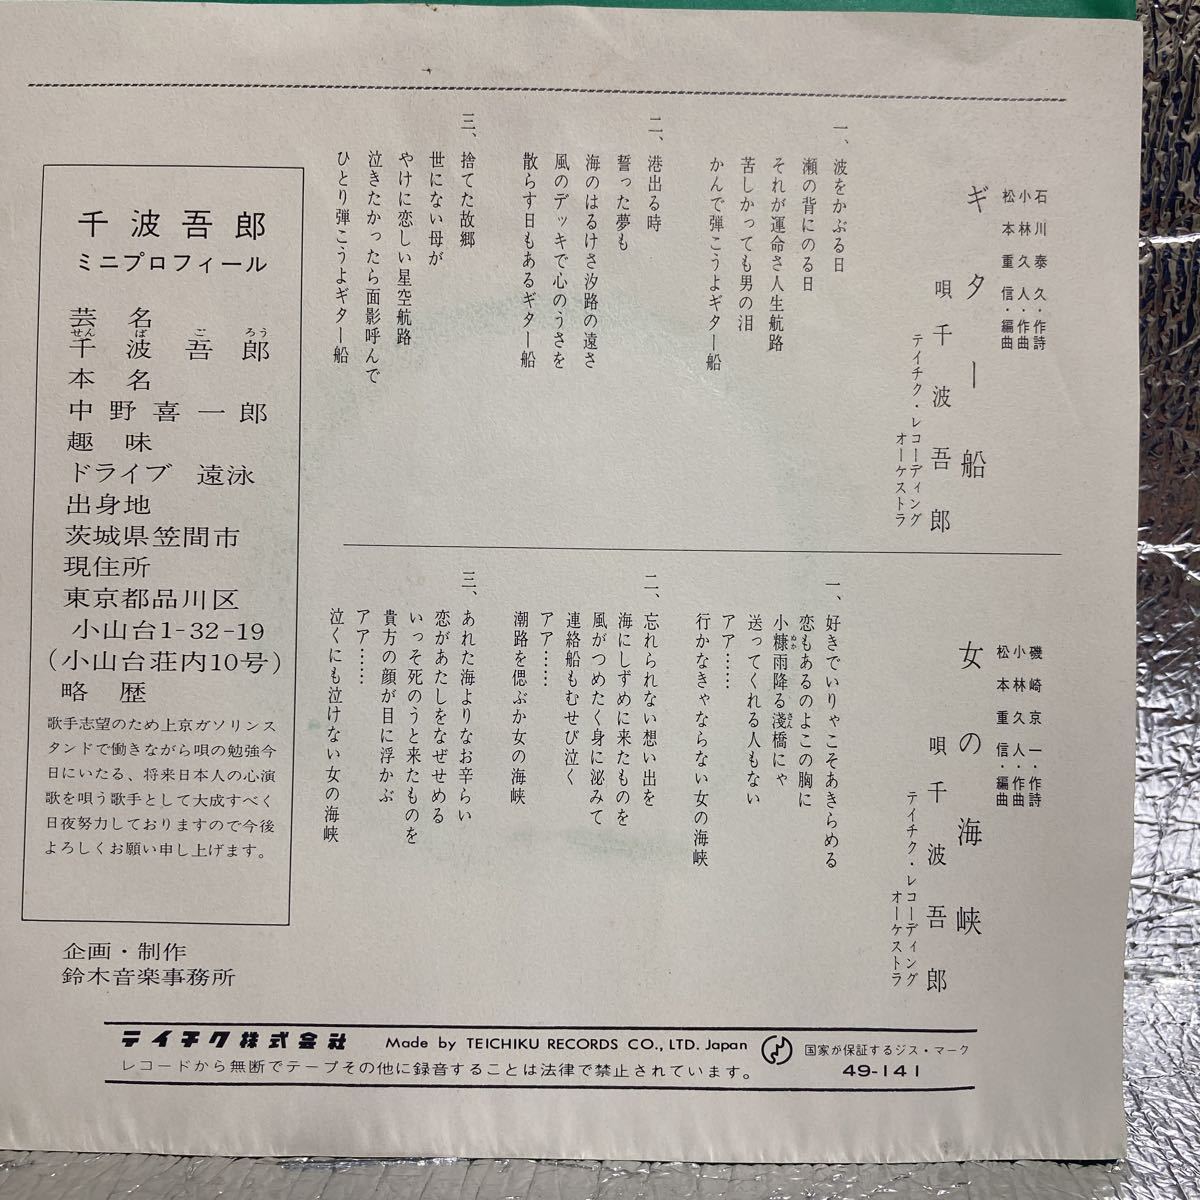 石川泰久・作詩
小林久人・作曲
松本重信・編曲
ギター船
唄 千波吾郎
テイチク・レコーディング
オーケストラ
一、波をかぶる日
瀬の背にのる日
それが運命さ人生航路
苦しかっても男の泪
かんで弾こうよギター船
二、港出る時
誓った夢も
海のはるけさ汐路の遠さ
風のデッキで心のうさを
散らす日もあるギター船
三、捨てた故郷
世にない母が
やけに恋しい星空航路
泣きたかったら面影呼んで
ひとり弾こうよギター船
磯崎京一・作詩
小林久人・作曲
松本重信・編曲
女の海峡
唄 千波吾郎
テイチク・レコーディング
オーケストラ
一、好きでいりゃこそあきらめる
恋もあるのよこの胸に
小糠雨降る淺橋にゃ
ぬか
さん
送ってくれる人もない
アア……
行かなきゃならない女の海峡
二、忘れられない想い出を
海にしずめに来たものを
風がつめたく身に泌みて
連絡船もむせび泣く
アア……
潮路を偲ぶか女の海峡
三、あれた海よりなお辛らい
恋があたしをなぜせめる
いっそ死のうと来たものを
貴方の顔が目に浮かぶ
アア……
泣くにも泣けない女の海峡
千波吾郎
ミニプロフィール
芸名
せん ば ご ろう
千波吾郎
本名
中野喜一郎
趣味
ドライブ 遠泳
出身地
茨城県笠間市
現住所
東京都品川区
小山台1-32-19
(小山台荘内10号)
略歴
歌手志望のため上京ガソリンス
タンドで働きながら唄の勉強今
日にいたる、将来日本人の心演
歌を唄う歌手として大成すべく
日夜努力しておりますので今後
よろしくお願い申し上げます。
企画・制作
鈴木音楽事務所
テイチク株式会社 Made by TEICHIKU RECORDS CO., LTD. Japan 国家が保証するジス・マーク
レコードから無断でテープその他に録音することは法律で禁止されています。 49-141